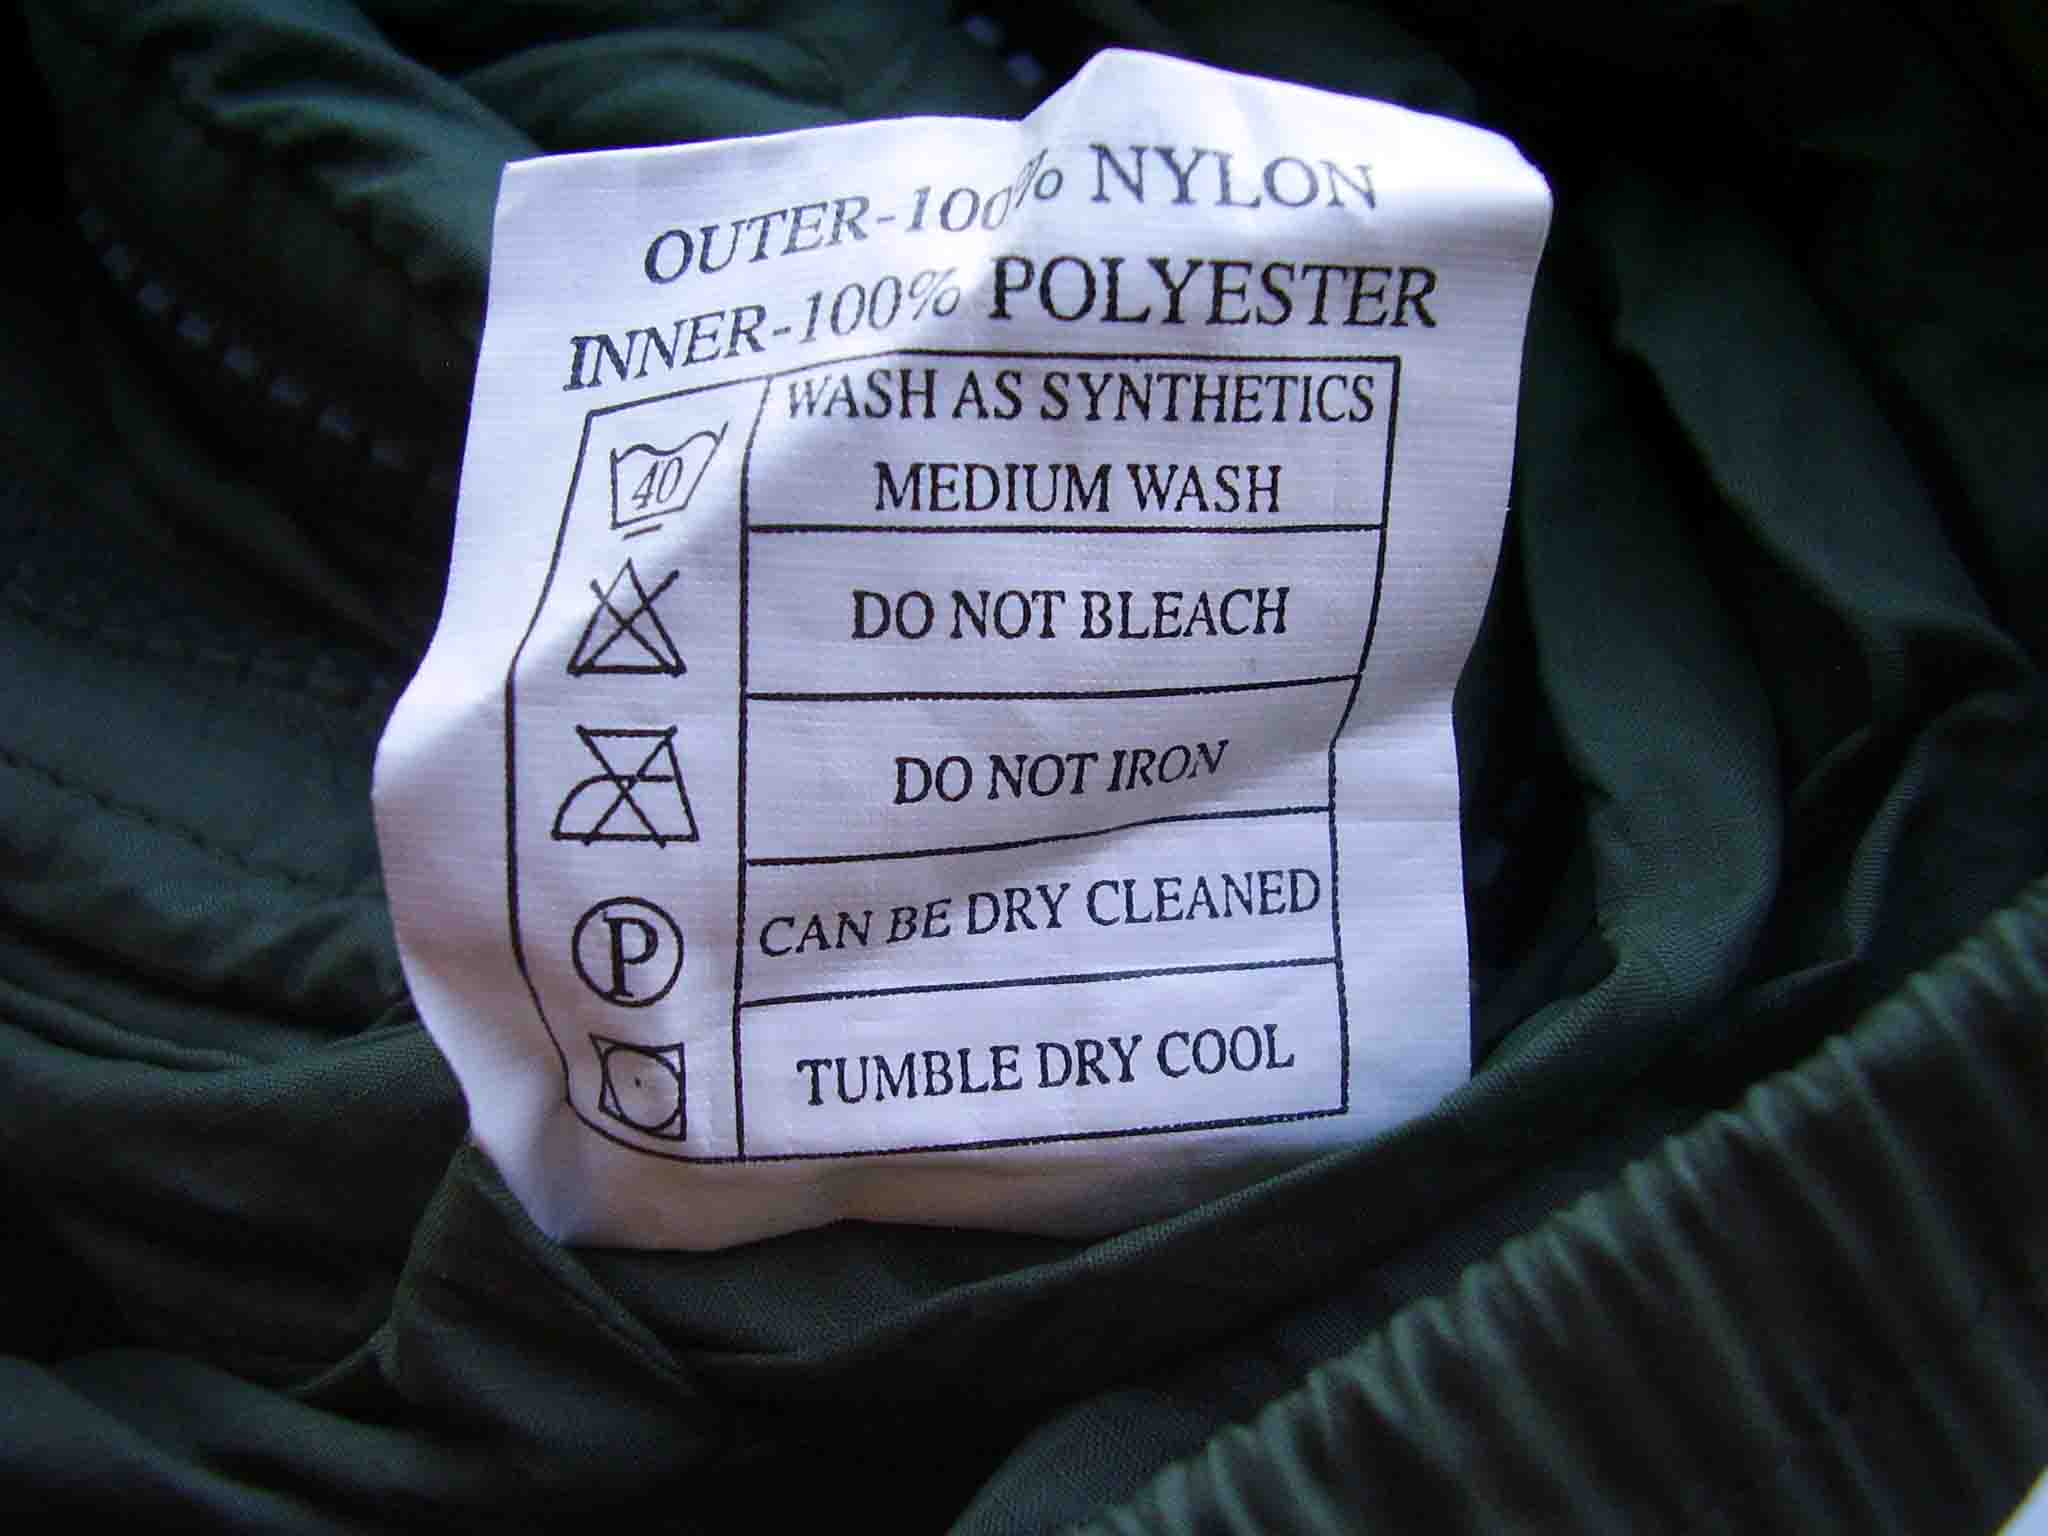 OUTER-100% NYLON
INNER-100% POLYESTER
40
WASH AS SYNTHETICS
MEDIUM WASH
DO NOT BLEACH
DO NOT IRON
P
CAN BE DRY CLEANED
TUMBLE DRY COOL